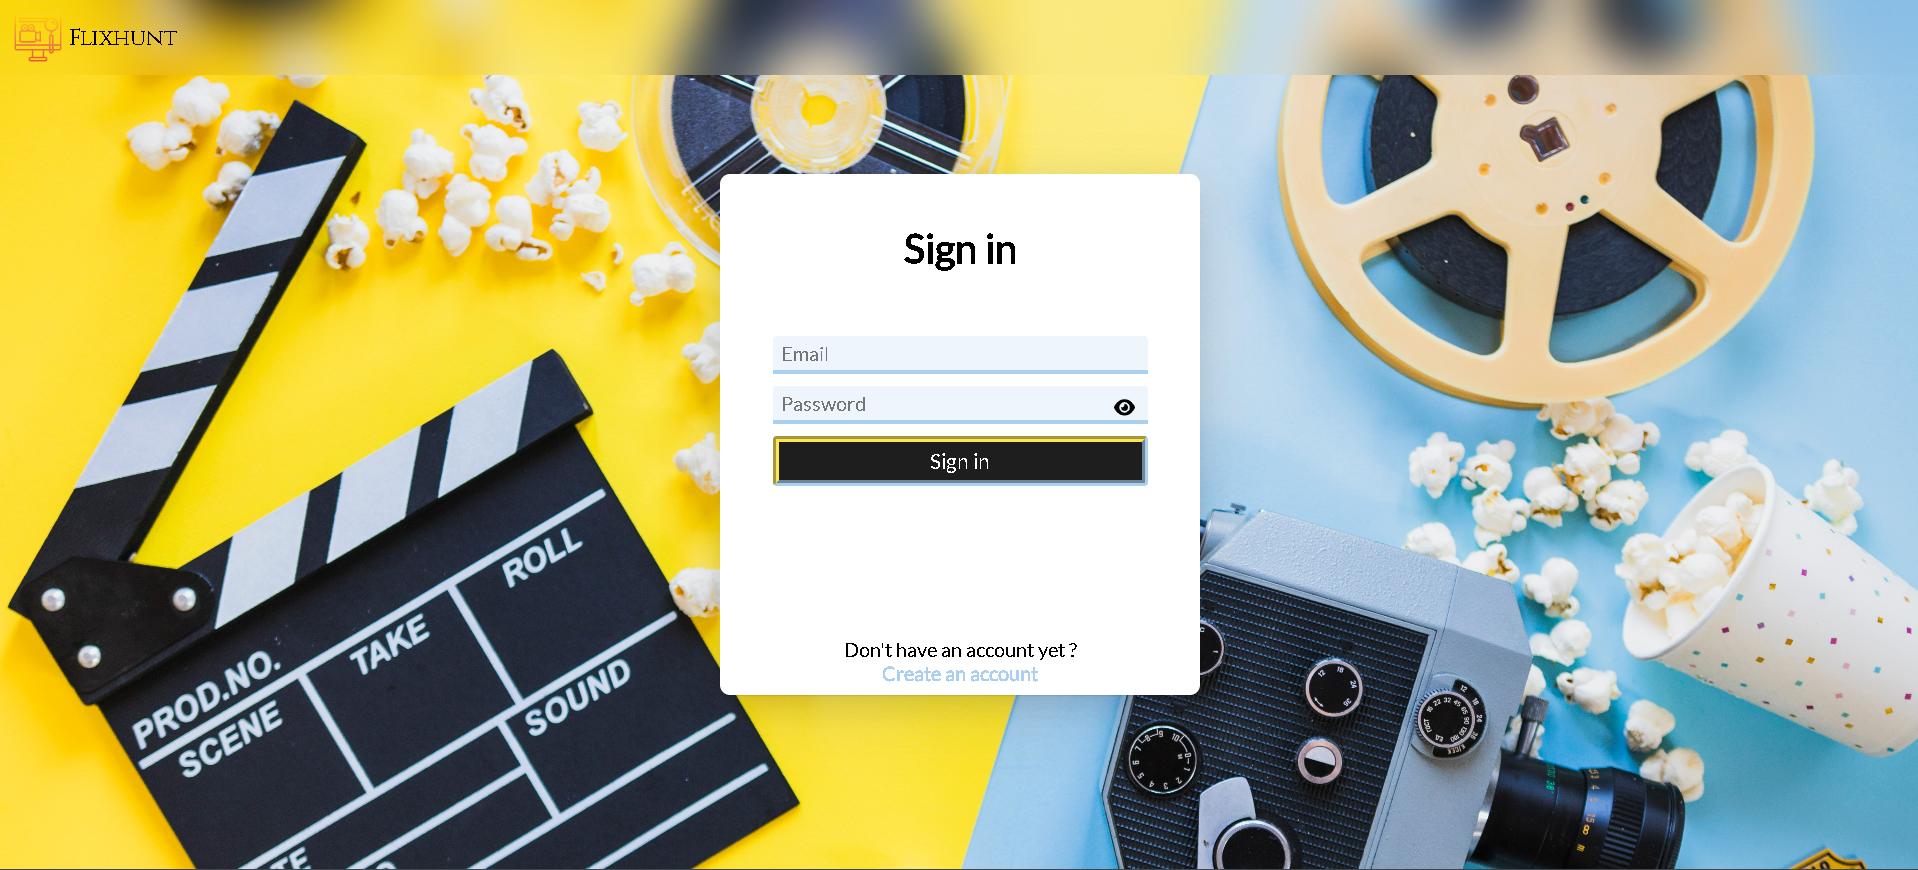 Flixhunt
Sign in
Email
Password
Sign in
Don't have an account yet ?
Create an account
ROLL
TAKE
PROD.NO.
SCENE
SOUND